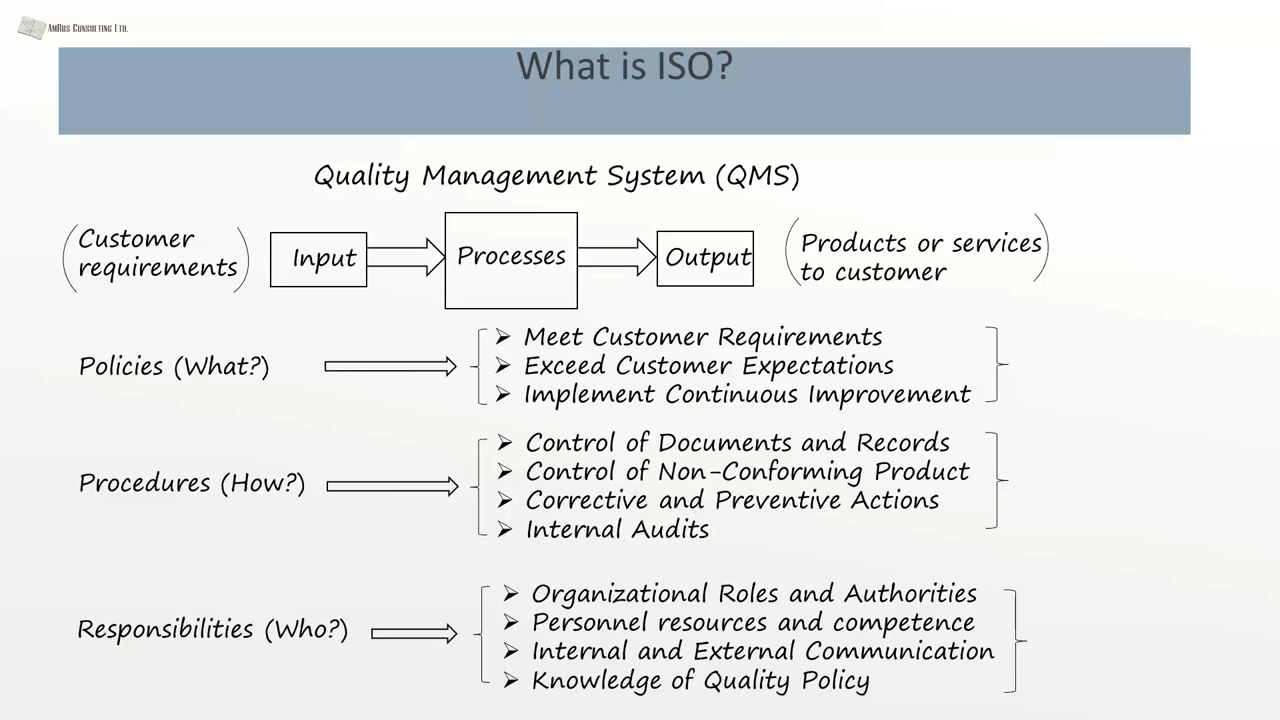 AMRUS CONSULTING LTD.
What is ISO?
Quality Management System (QMS)
Customer
requirements
Input
Processes
Output
Products or services
to customer
Policies (What?)
Meet Customer Requirements
Exceed Customer Expectations
Implement Continuous Improvement
Procedures (How?)
Control of Documents and Records
Control of Non-Conforming Product
Corrective and Preventive Actions
Internal Audits
Responsibilities (Who?)
Organizational Roles and Authorities
Personnel resources and competence
Internal and External Communication
Knowledge of Quality Policy